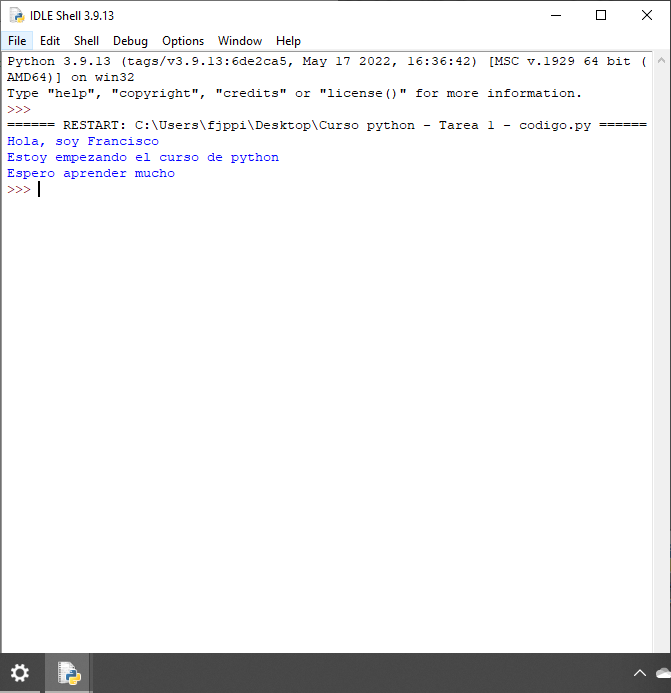 IDLE Shell 3.9.13
File Edit Shell Debug Options Window Help
Python 3.9.13 (tags/v3.9.13:6de2ca5, May 17 2022, 16:36:42) [MSC v.1929 64 bit (
AMD64)] on win32
Type "help", "copyright", "credits" or "license()" for more information.
>>>
====== RESTART: C:\Users\fjppi\Desktop\Curso python - Tarea 1 - codigo.py ======
Hola, soy Francisco
Estoy empezando el curso de python
Espero aprender mucho
>>>